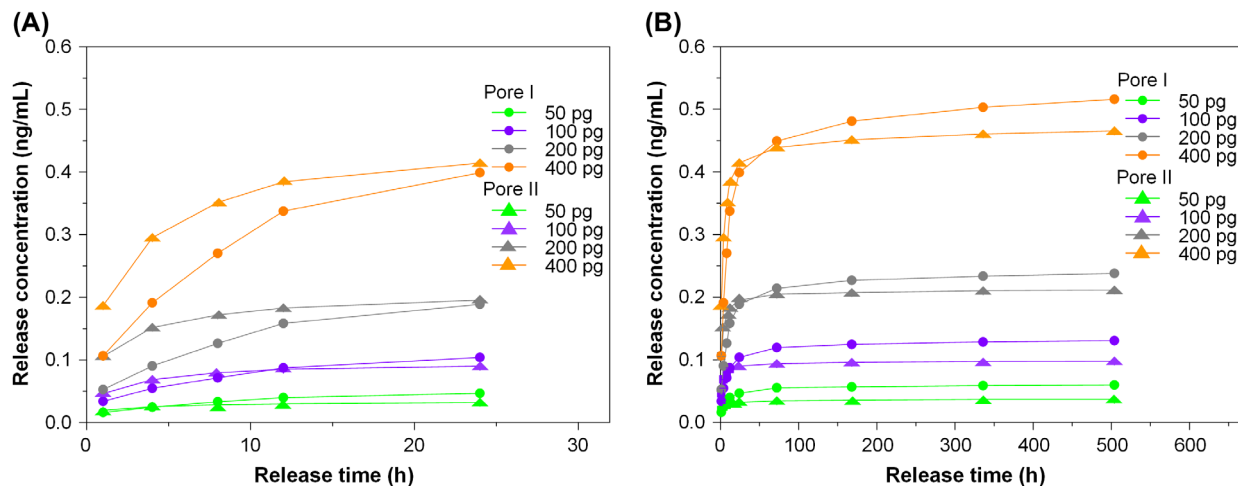 (A)
0.6
0.5
0.4
0.3
0.2
0.1
0.0
0
10
20
30
Release concentration (ng/mL)
Release time (h)
Pore I
50 pg
100 pg
200 pg
400 pg
Pore II
50 pg
100 pg
200 pg
400 pg
(B)
0.6
0.5
0.4
0.3
0.2
0.1
0.0
0
100
200
300
400
500
600
Release concentration (ng/mL)
Release time (h)
Pore I
50 pg
100 pg
200 pg
400 pg
Pore II
50 pg
100 pg
200 pg
400 pg